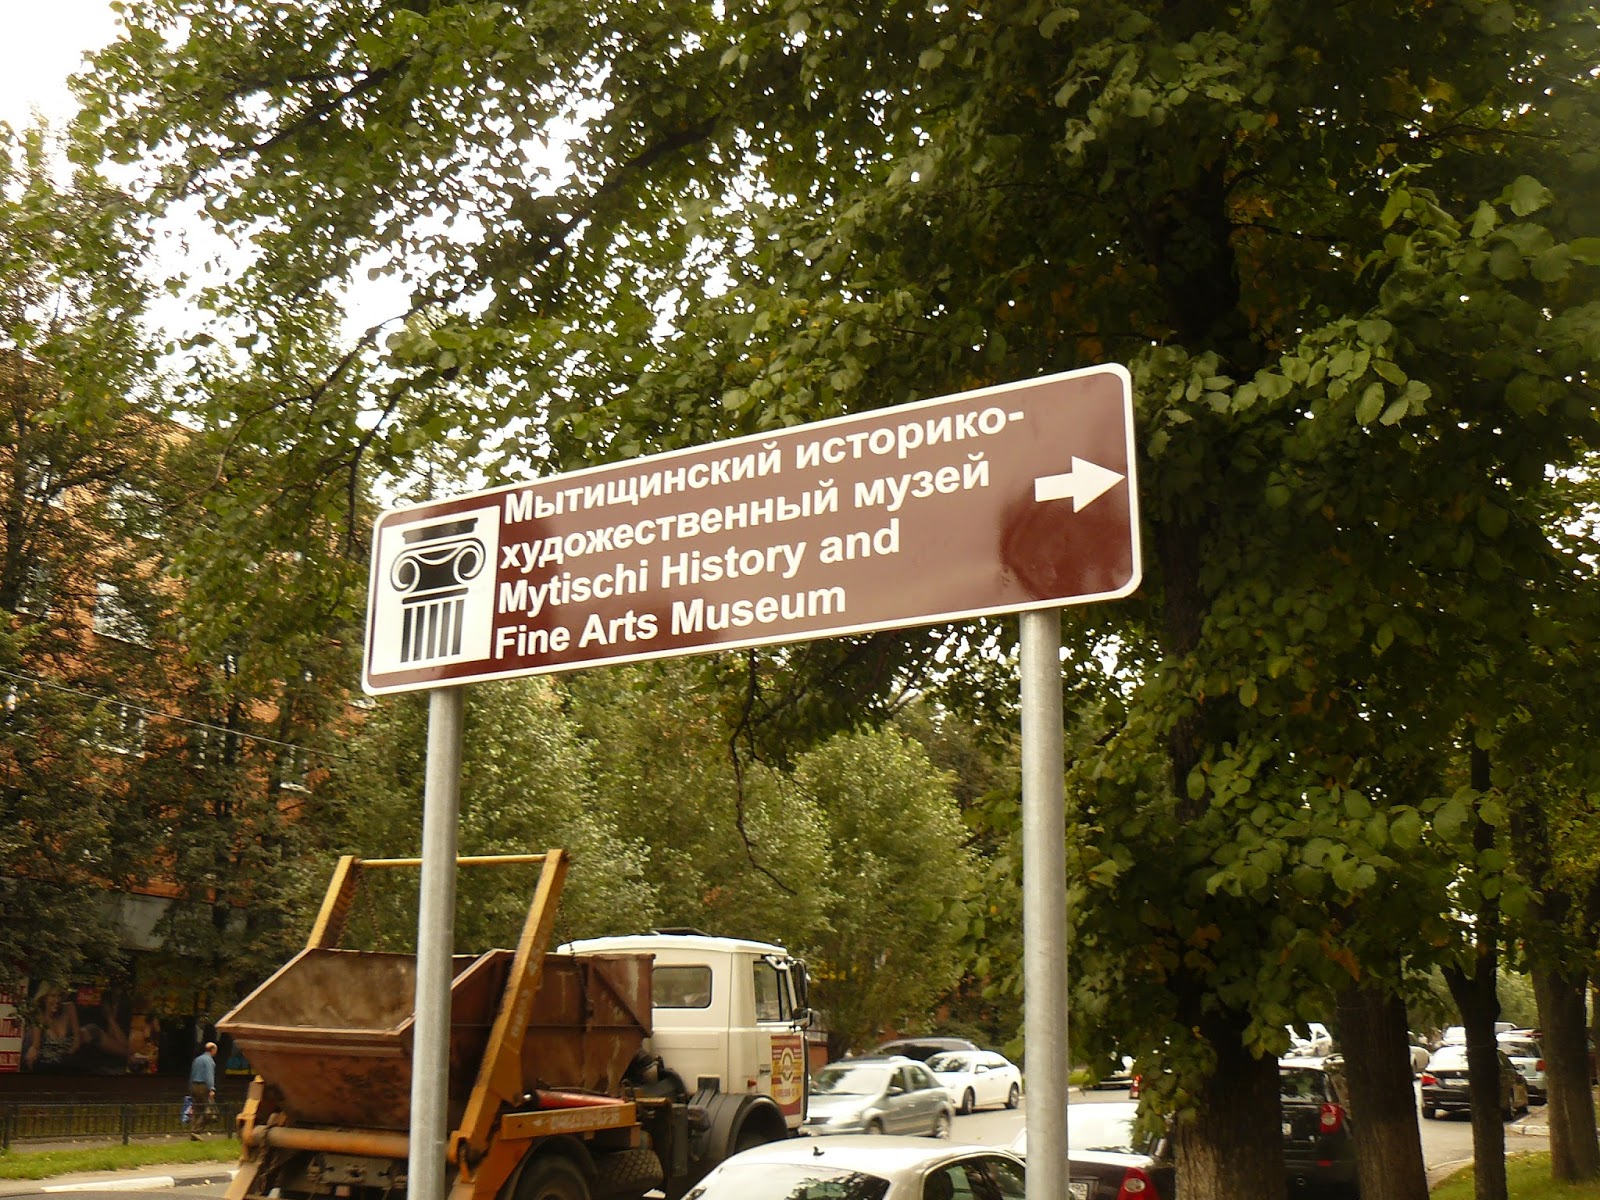 Мытищинский историко-
художественный музей
Mytischi History and
Fine Arts Museum